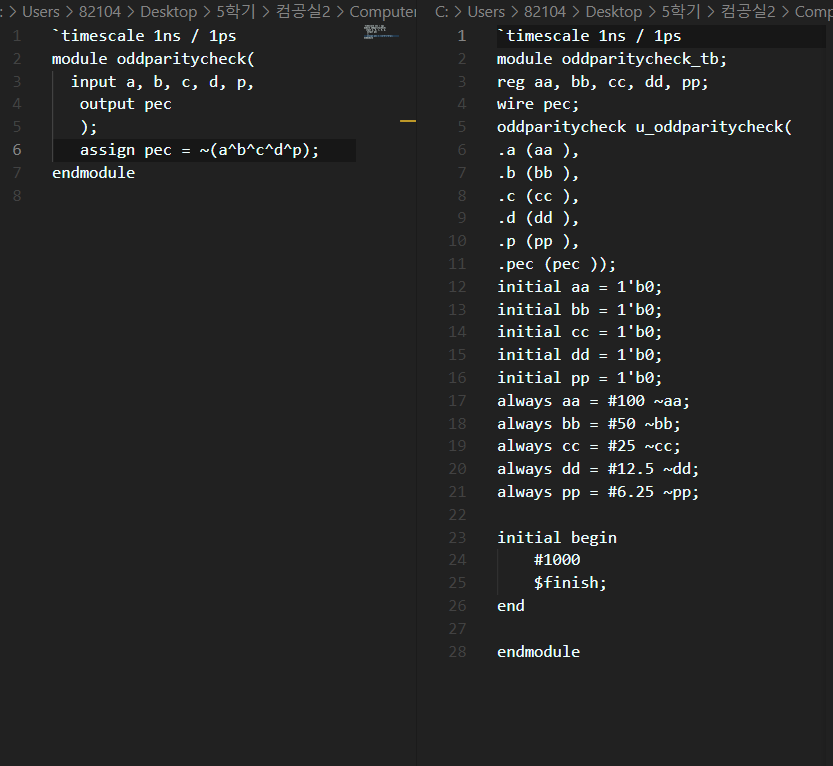 : > Users > 82104 > Desktop > 5학기 > 컴공실2 > Computer
1 `timescale 1ns / 1ps
2 module oddparitycheck(
3 input a, b, c, d, p,
4 output pec
5 );
6 assign pec = ~(a^b^c^d^p);
7 endmodule
8
C: > Users > 82104 > Desktop > 5학기 > 컴공실2 > Comp
1 `timescale 1ns / 1ps
2 module oddparitycheck_tb;
3 reg aa, bb, cc, dd, pp;
4 wire pec;
5 oddparitycheck u_oddparitycheck(
6 .a (aa ),
7 .b (bb ),
8 .c (cc ),
9 .d (dd ),
10 .p (pp ),
11 .pec (pec ));
12 initial aa = 1'b0;
13 initial bb = 1'b0;
14 initial cc = 1'b0;
15 initial dd = 1'b0;
16 initial pp = 1'b0;
17 always aa = #100 ~aa;
18 always bb = #50 ~bb;
19 always cc = #25 ~cc;
20 always dd = #12.5 ~dd;
21 always pp = #6.25 ~pp;
22
23 initial begin
24 #1000
25 $finish;
26 end
27
28 endmodule